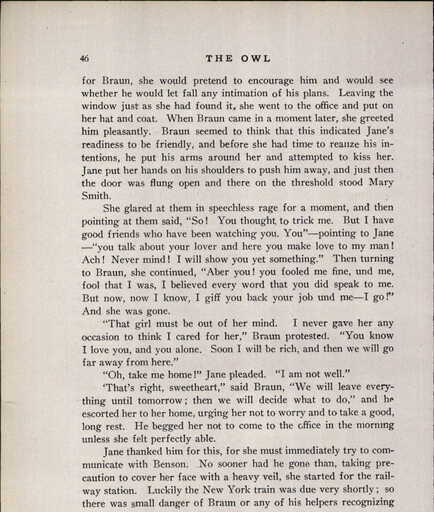 46
THE OWL
for Braun, she would pretend to encourage him and would see
whether he would let fall any intimation of his plans. Leaving the
window just as she had found it, she went to the office and put on
her hat and coat. When Braun came in a moment later, she greeted
him pleasantly. Braun seemed to think that this indicated Jane's
readiness to be friendly, and before she had time to reanze his in-
tentions, he put his arms around her and attempted to kiss her.
Jane put her hands on his shoulders to push him away, and just then
the door was flung open and there on the threshold stood Mary
Smith.
She glared at them in speechless rage for a moment, and then
pointing at them said, "So! You thought to trick me. But I have
good friends who have been watching you. You"—pointing to Jane
—"you talk about your lover and here you make love to my man!
Ach! Never mind! I will show you yet something." Then turning
to Braun, she continued, "Aber you! you fooled me fine, und me,
fool that I was, I believed every word that you did speak to me.
But now, now I know, I giff you back your job und me—I go!"
And she was gone.
"That girl must be out of her mind. I never gave her any
occasion to think I cared for her," Braun protested. "You know
I love you, and you alone. Soon I will be rich, and then we will go
far away from here."
"Oh, take me home!" Jane pleaded. "I am not well."
'That's right, sweetheart," said Braun, "We will leave every-
thing until tomorrow; then we will decide what to do," and he
escorted her to her home, urging her not to worry and to take a good,
long rest. He begged her not to come to the office in the morning
unless she felt perfectly able.
Jane thanked him for this, for she must immediately try to com-
municate with Benson. No sooner had he gone than, taking pre-
caution to cover her face with a heavy veil, she started for the rail-
way station. Luckily the New York train was due very shortly; so
there was small danger of Braun or any of his helpers recognizing